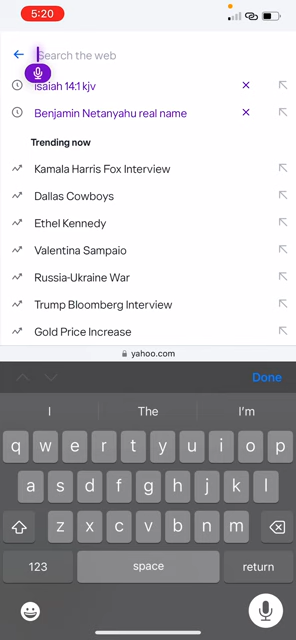 5:20
Search the web
Isaiah 14:1 kjv
Benjamin Netanyahu real name
Trending now
Kamala Harris Fox Interview
Dallas Cowboys
Ethel Kennedy
Valentina Sampaio
Russia-Ukraine War
Trump Bloomberg Interview
Gold Price Increase
yahoo.com
Done
I The I'm
q w e r t y u i o p
a s d f g h j k l
z x c v b n m
123 space return